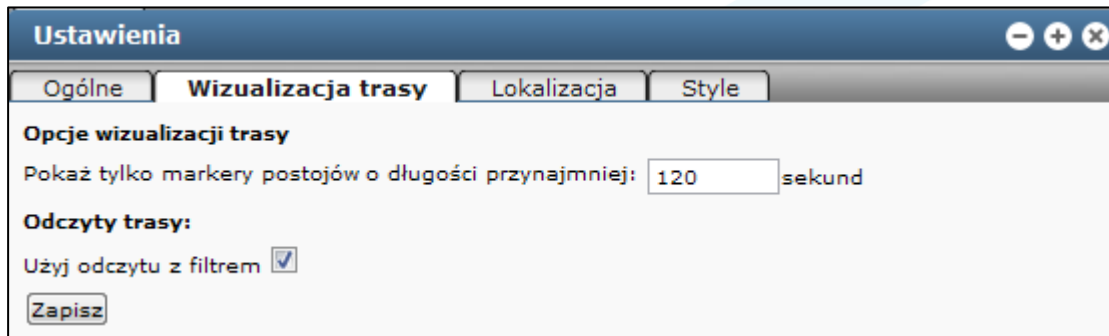 Ustawienia
Ogólne Wizualizacja trasy Lokalizacja Style
Opcje wizualizacji trasy
Pokaż tylko markery postojów o długości przynajmniej: 120 sekund
Odczyty trasy:
Użyj odczytu z filtrem
Zapisz